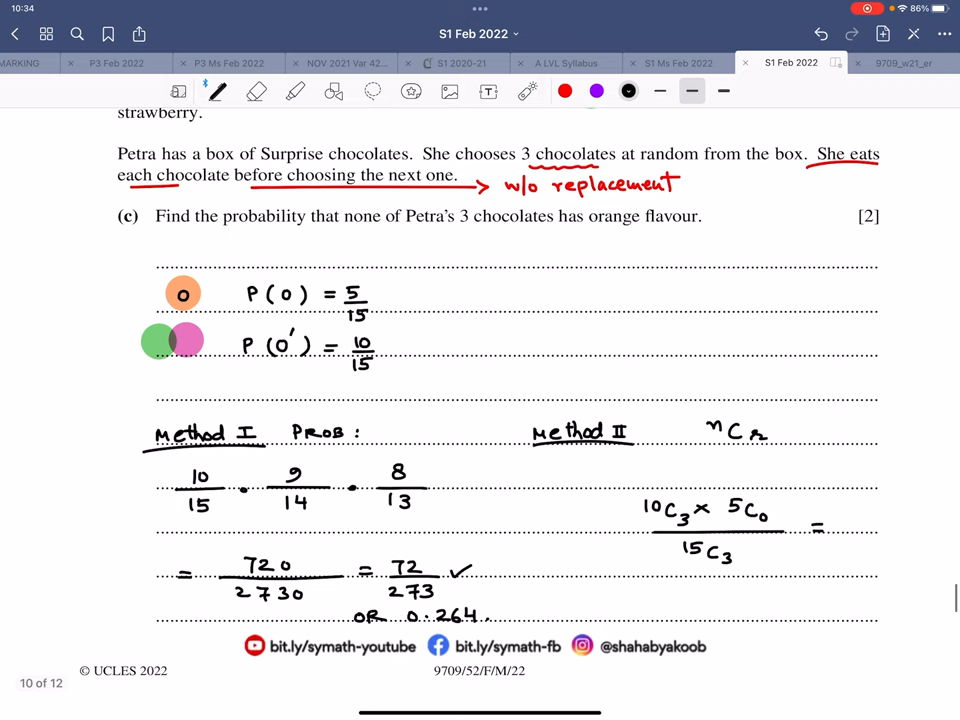 10:34
86%
S1 Feb 2022
MARKING
P3 Feb 2022
P3 Ms Feb 2022
NOV 2021 Var 42...
S1 2020-21
A LVL Syllabus
S1 Ms Feb 2022
S1 Feb 2022
9709_w21_er
strawberry.
Petra has a box of Surprise chocolates. She chooses 3 chocolates at random from the box. She eats
each chocolate before choosing the next one.
w/o replacement
(c) Find the probability that none of Petra's 3 chocolates has orange flavour. [2]
O P(O) = 5/15
P(O') = 10/15
Method I PROB:
Method II nCr
10/15 . 9/14 . 8/13
10C3 × 5C0 / 15C3 =
= 720/2730 = 72/273 ✓
OR 0.264.
bit.ly/symath-youtube bit.ly/symath-fb @shahabyakoob
© UCLES 2022 9709/52/F/M/22
10 of 12